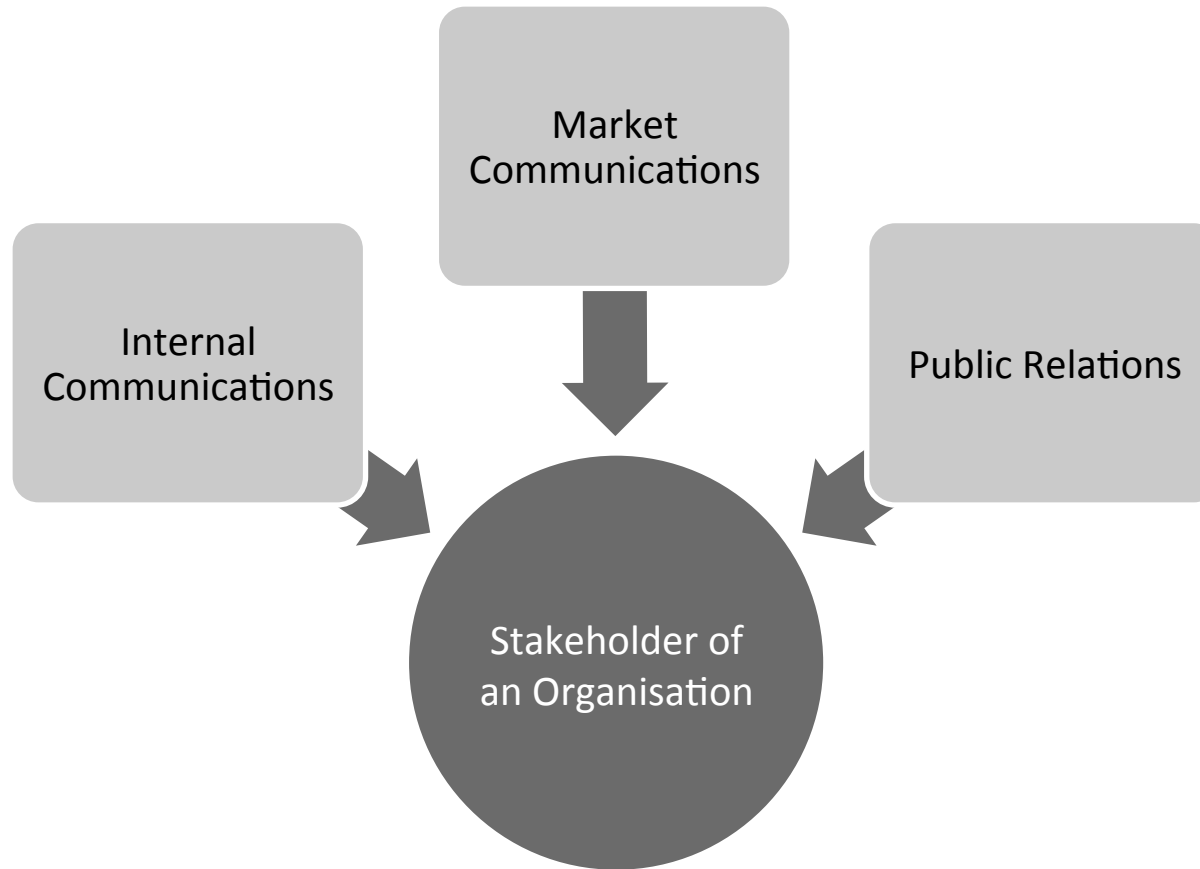 Market
Communications
Internal
Communications
Public Relations
Stakeholder of
an Organisation